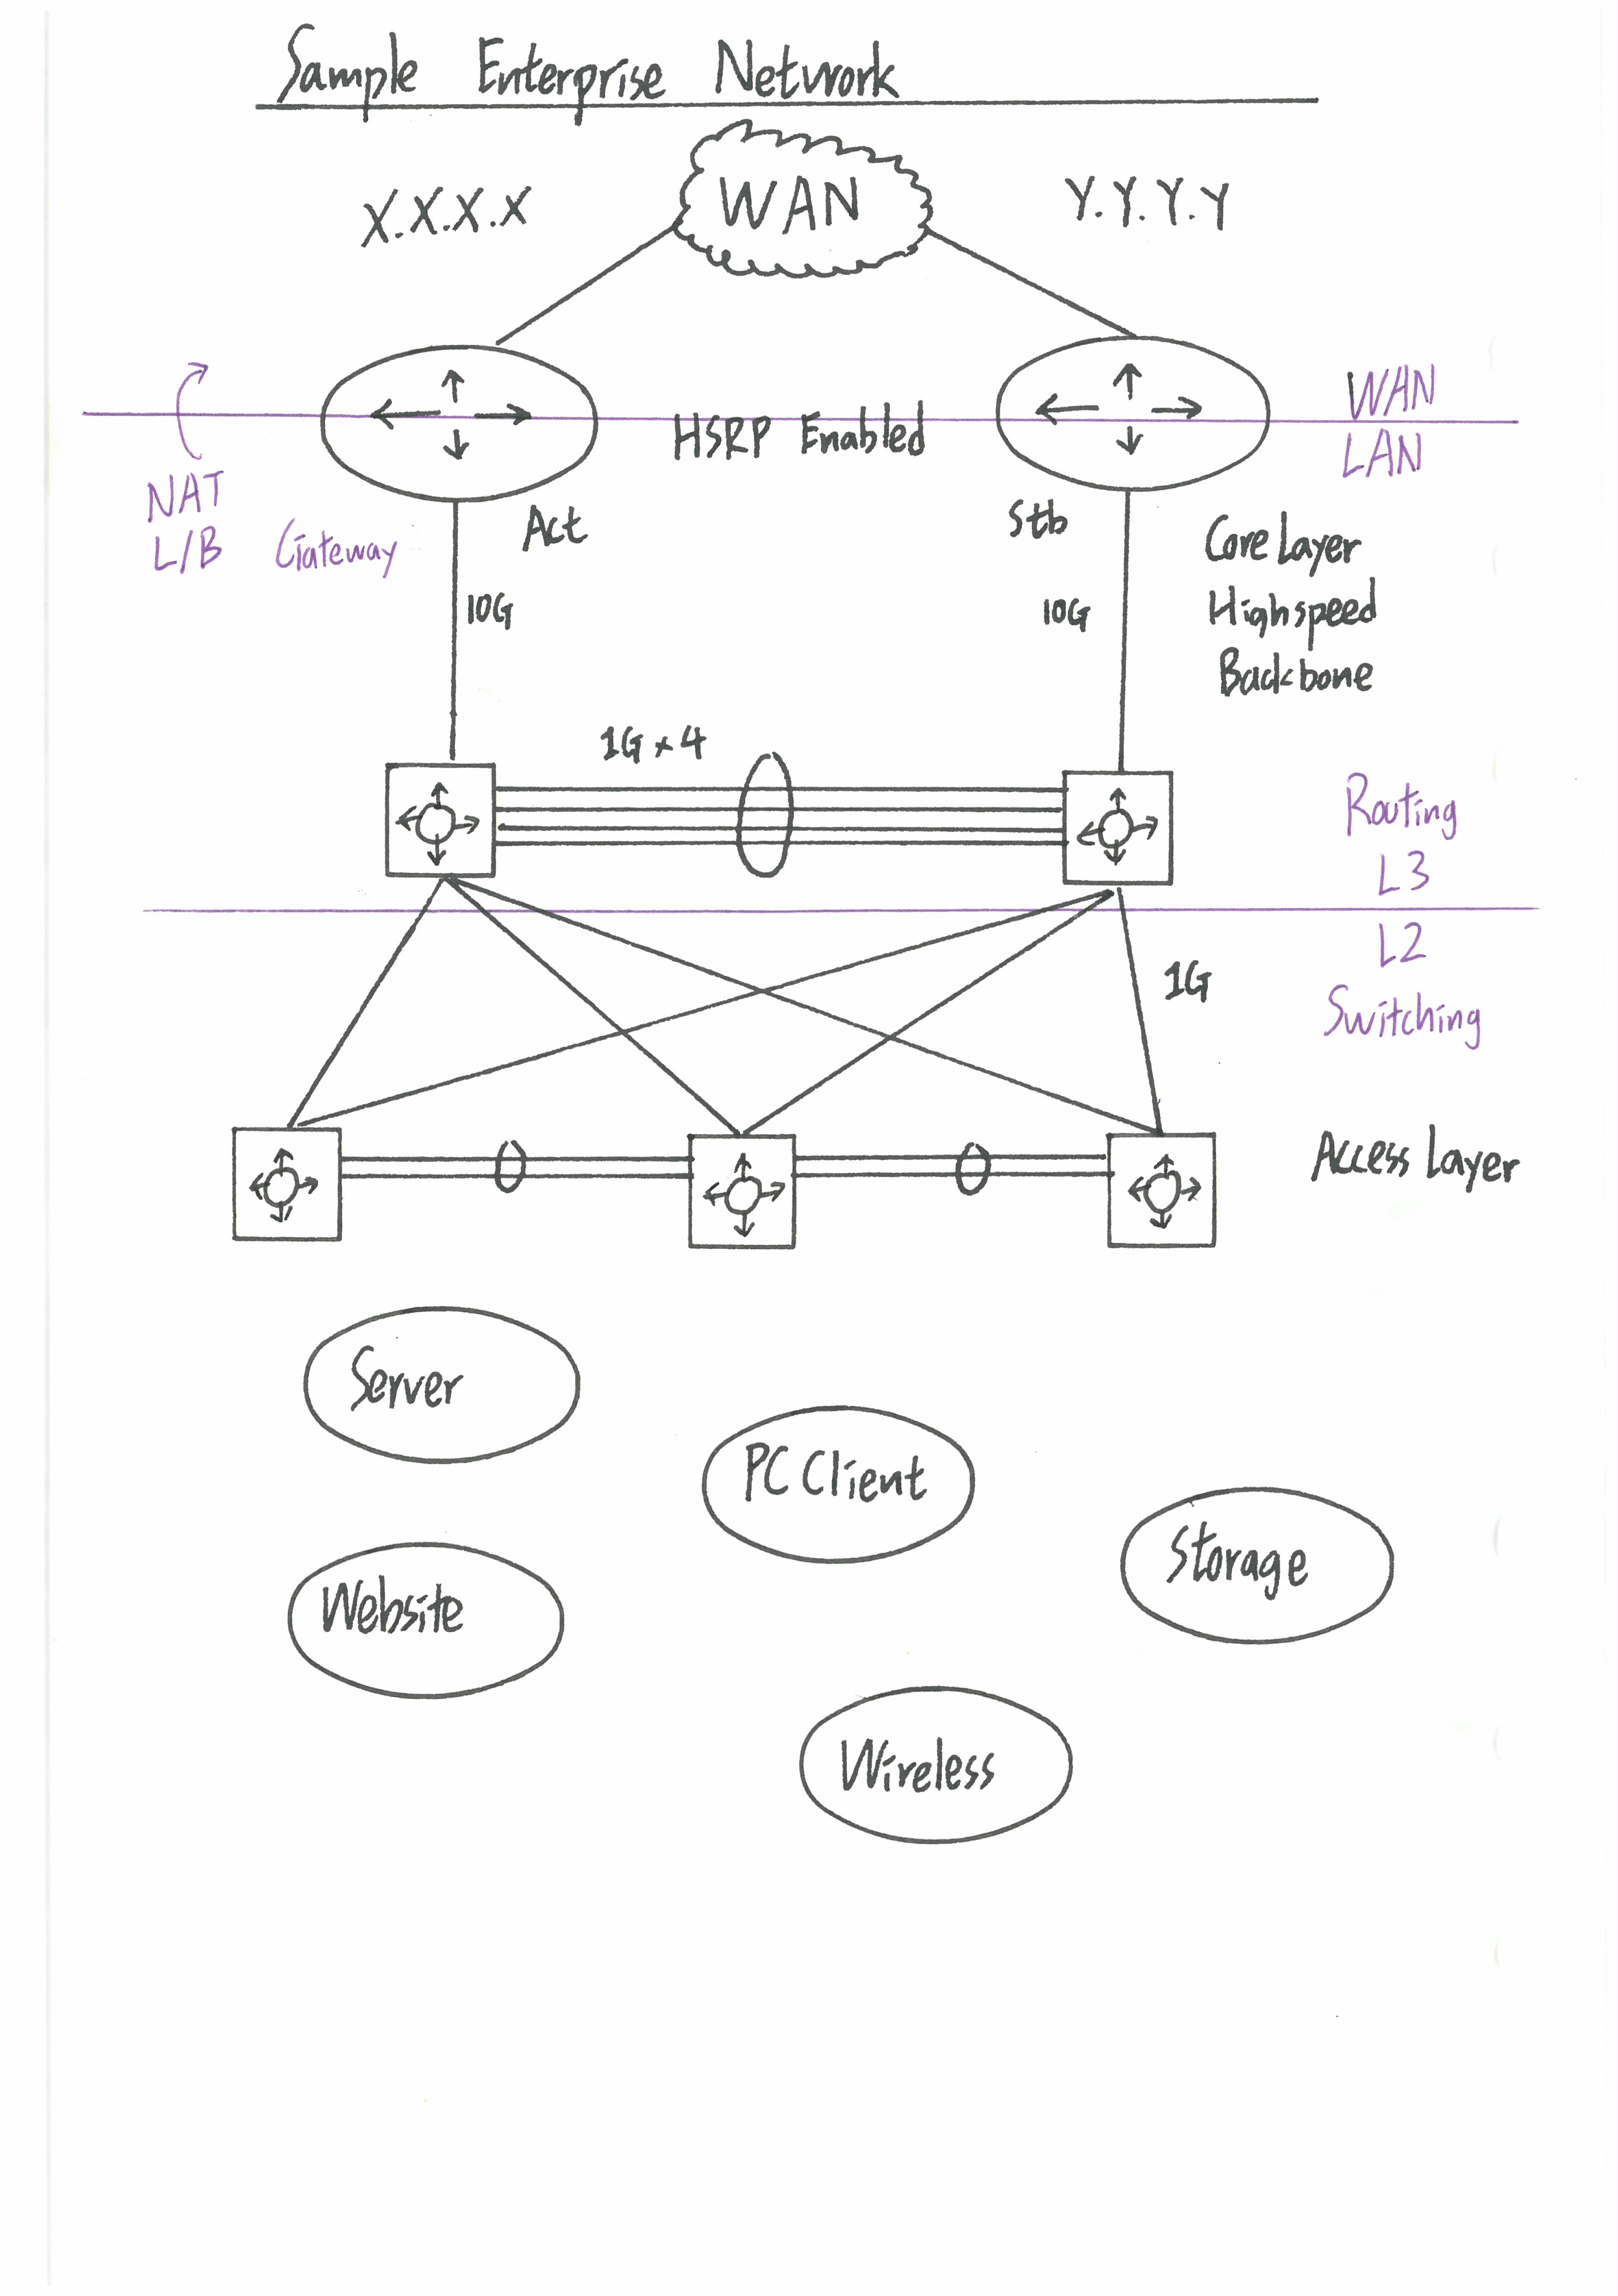 Sample Enterprise Network
X.X.X.X
WAN
Y.Y.Y.Y
WAN
HSRP Enabled
LAN
NAT
L/B Gateway
Act
Stb
Core Layer
Highspeed
Backbone
10G
10G
1G x 4
Routing
L3
L2
Switching
1G
Access Layer
Server
PC Client
Storage
Website
Wireless